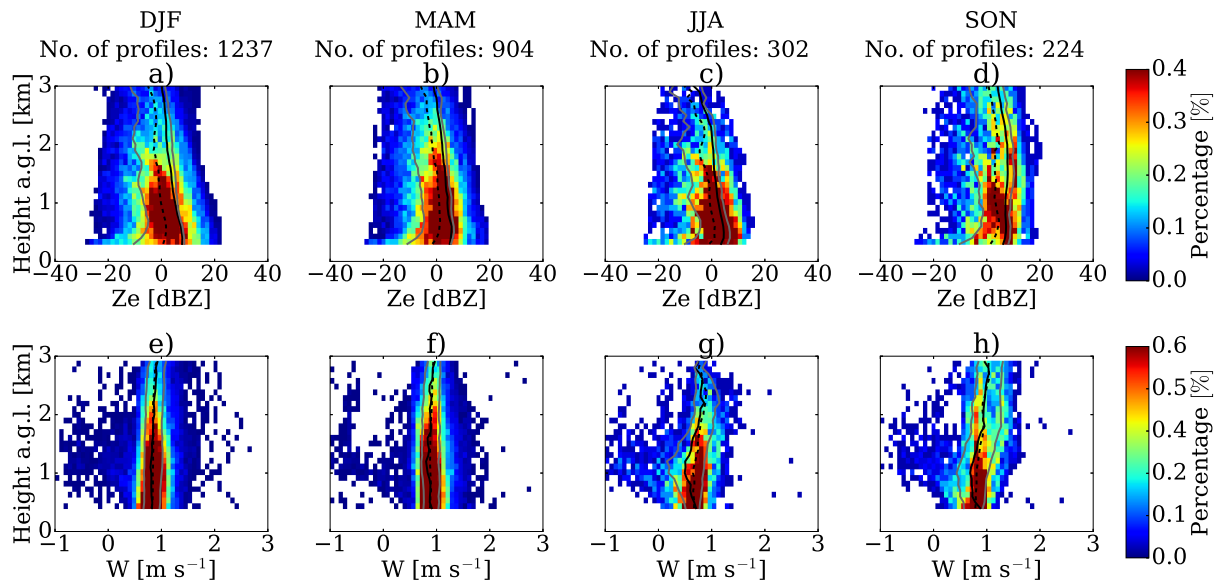 DJF MAM JJA SON
No. of profiles: 1237 No. of profiles: 904 No. of profiles: 302 No. of profiles: 224
a) b) c) d)
Height a.g.l. [km]
3
2
1
0
−40 −20 0 20 40 −40 −20 0 20 40 −40 −20 0 20 40 −40 −20 0 20 40
Ze [dBZ] Ze [dBZ] Ze [dBZ] Ze [dBZ]
0.4
0.3
0.2
0.1
0.0
Percentage [%]
e) f) g) h)
Height a.g.l. [km]
3
2
1
0
−1 0 1 2 3 −1 0 1 2 3 −1 0 1 2 3 −1 0 1 2 3
W [m s⁻¹] W [m s⁻¹] W [m s⁻¹] W [m s⁻¹]
0.6
0.5
0.4
0.2
0.1
0.0
Percentage [%]